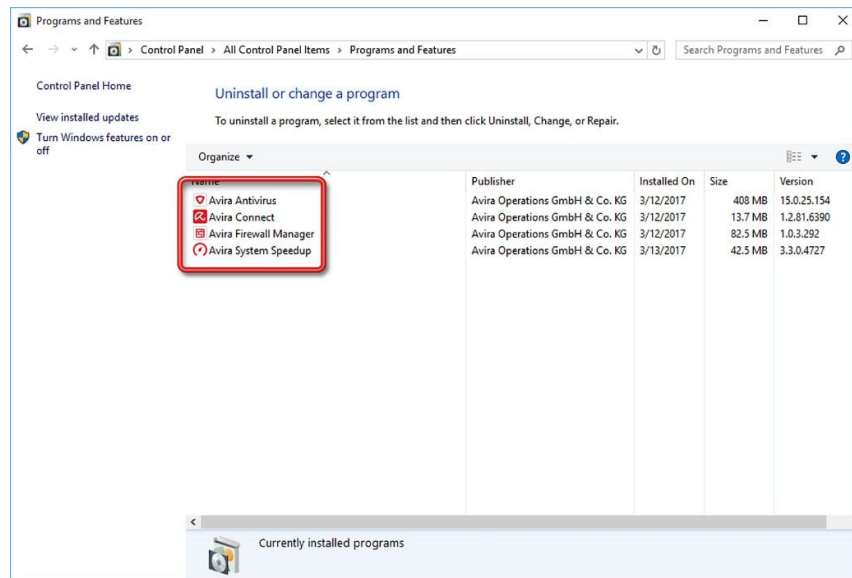 Programs and Features
Control Panel > All Control Panel Items > Programs and Features
Search Programs and Features
Control Panel Home
View installed updates
Turn Windows features on or
off
Uninstall or change a program
To uninstall a program, select it from the list and then click Uninstall, Change, or Repair.
Organize
Name Publisher Installed On Size Version
Avira Antivirus Avira Operations GmbH & Co. KG 3/12/2017 408 MB 15.0.25.154
Avira Connect Avira Operations GmbH & Co. KG 3/12/2017 13.7 MB 1.2.81.6390
Avira Firewall Manager Avira Operations GmbH & Co. KG 3/12/2017 82.5 MB 1.0.3.292
Avira System Speedup Avira Operations GmbH & Co. KG 3/13/2017 42.5 MB 3.3.0.4727
Currently installed programs